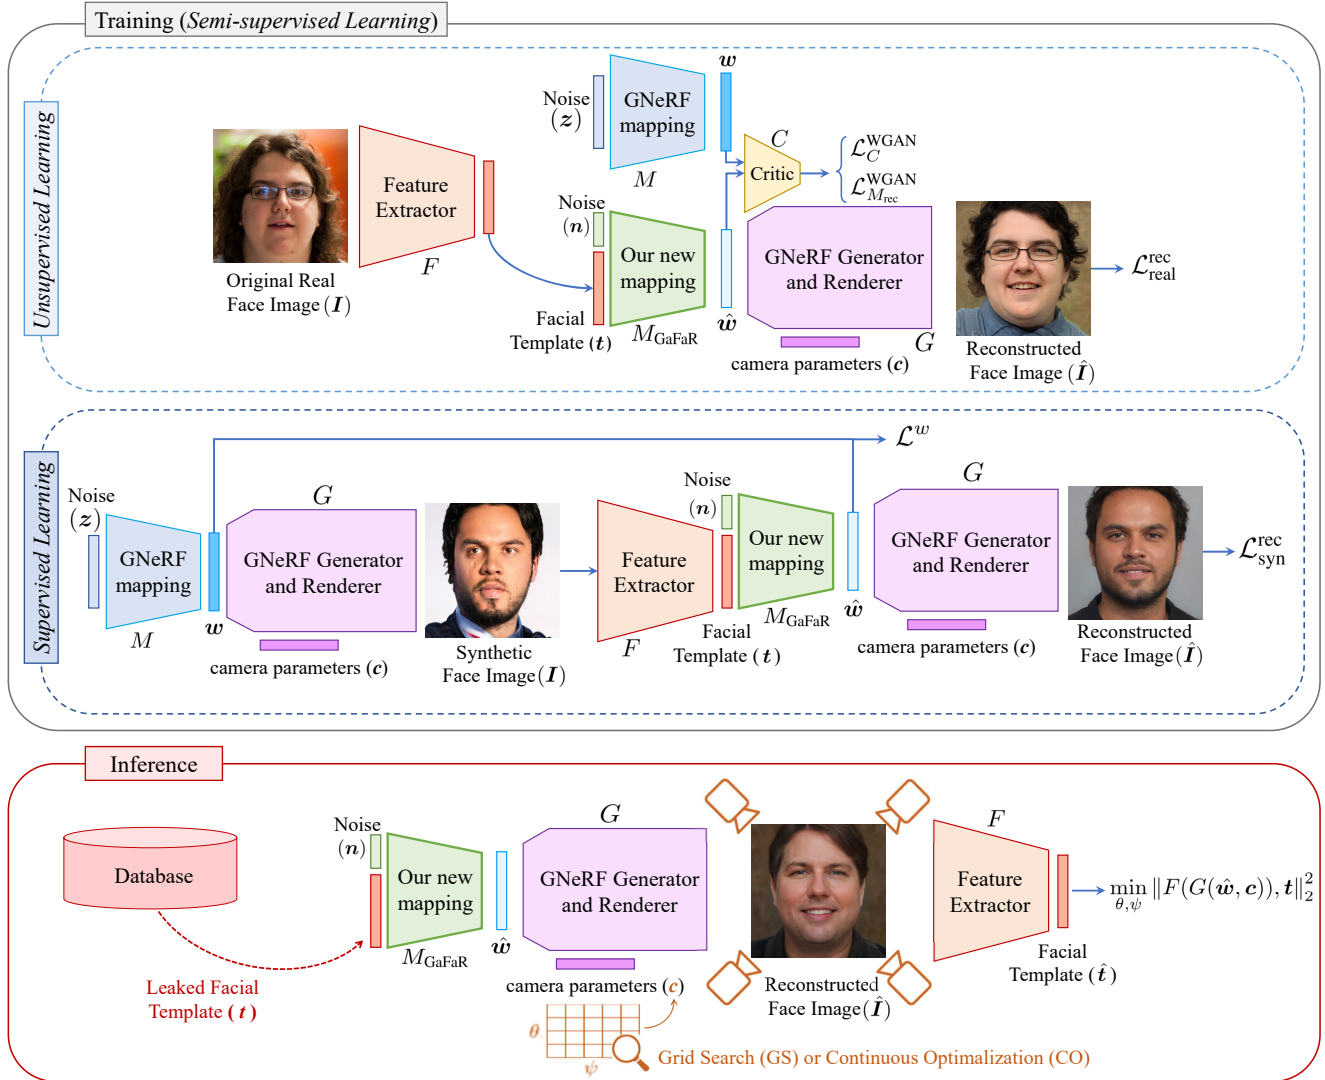 Training (Semi-supervised Learning)
Unsupervised Learning
Original Real
Face Image (I)
Feature
Extractor
F
Noise
(z)
GNeRF
mapping
M
w
Noise
(n)
Facial
Template (t)
Our new
mapping
M_GaFaR
ŵ
C
Critic
ℒ_C^WGAN
ℒ_{M_rec}^WGAN
GNeRF Generator
and Renderer
G
camera parameters (c)
Reconstructed
Face Image (Î)
ℒ_real^rec
Supervised Learning
Noise
(z)
GNeRF
mapping
M
w
G
GNeRF Generator
and Renderer
camera parameters (c)
Synthetic
Face Image (I)
Feature
Extractor
F
Noise
(n)
Facial
Template (t)
Our new
mapping
M_GaFaR
ŵ
ℒ^w
G
GNeRF Generator
and Renderer
camera parameters (c)
Reconstructed
Face Image (Î)
ℒ_syn^rec
Inference
Database
Leaked Facial
Template (t)
Noise
(n)
Our new
mapping
M_GaFaR
ŵ
G
GNeRF Generator
and Renderer
camera parameters (c)
θ
ψ
Grid Search (GS) or Continuous Optimalization (CO)
Reconstructed
Face Image (Î)
F
Feature
Extractor
Facial
Template (t̂)
min_{θ,ψ} ‖F(G(ŵ, c)), t‖_2^2